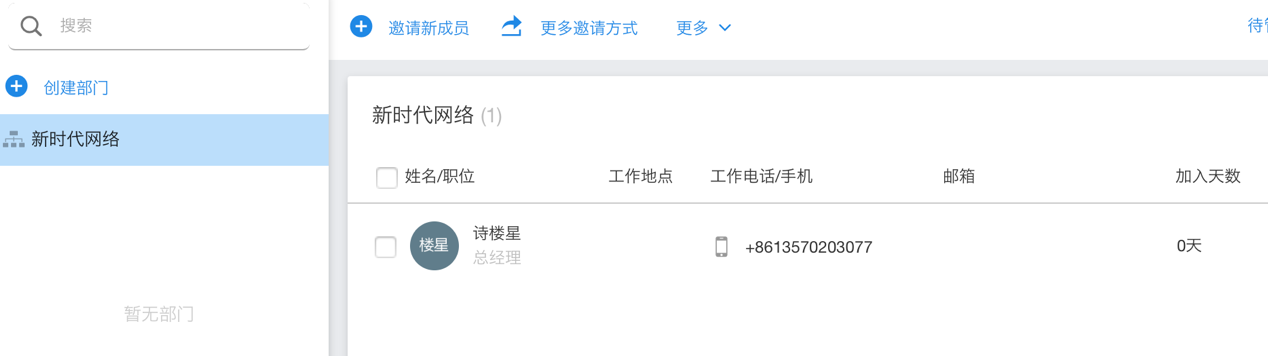 搜索
创建部门
新时代网络
暂无部门
邀请新成员 更多邀请方式 更多
新时代网络 (1)
姓名/职位 工作地点 工作电话/手机 邮箱 加入天数
楼星 诗楼星 +8613570203077 0天
总经理